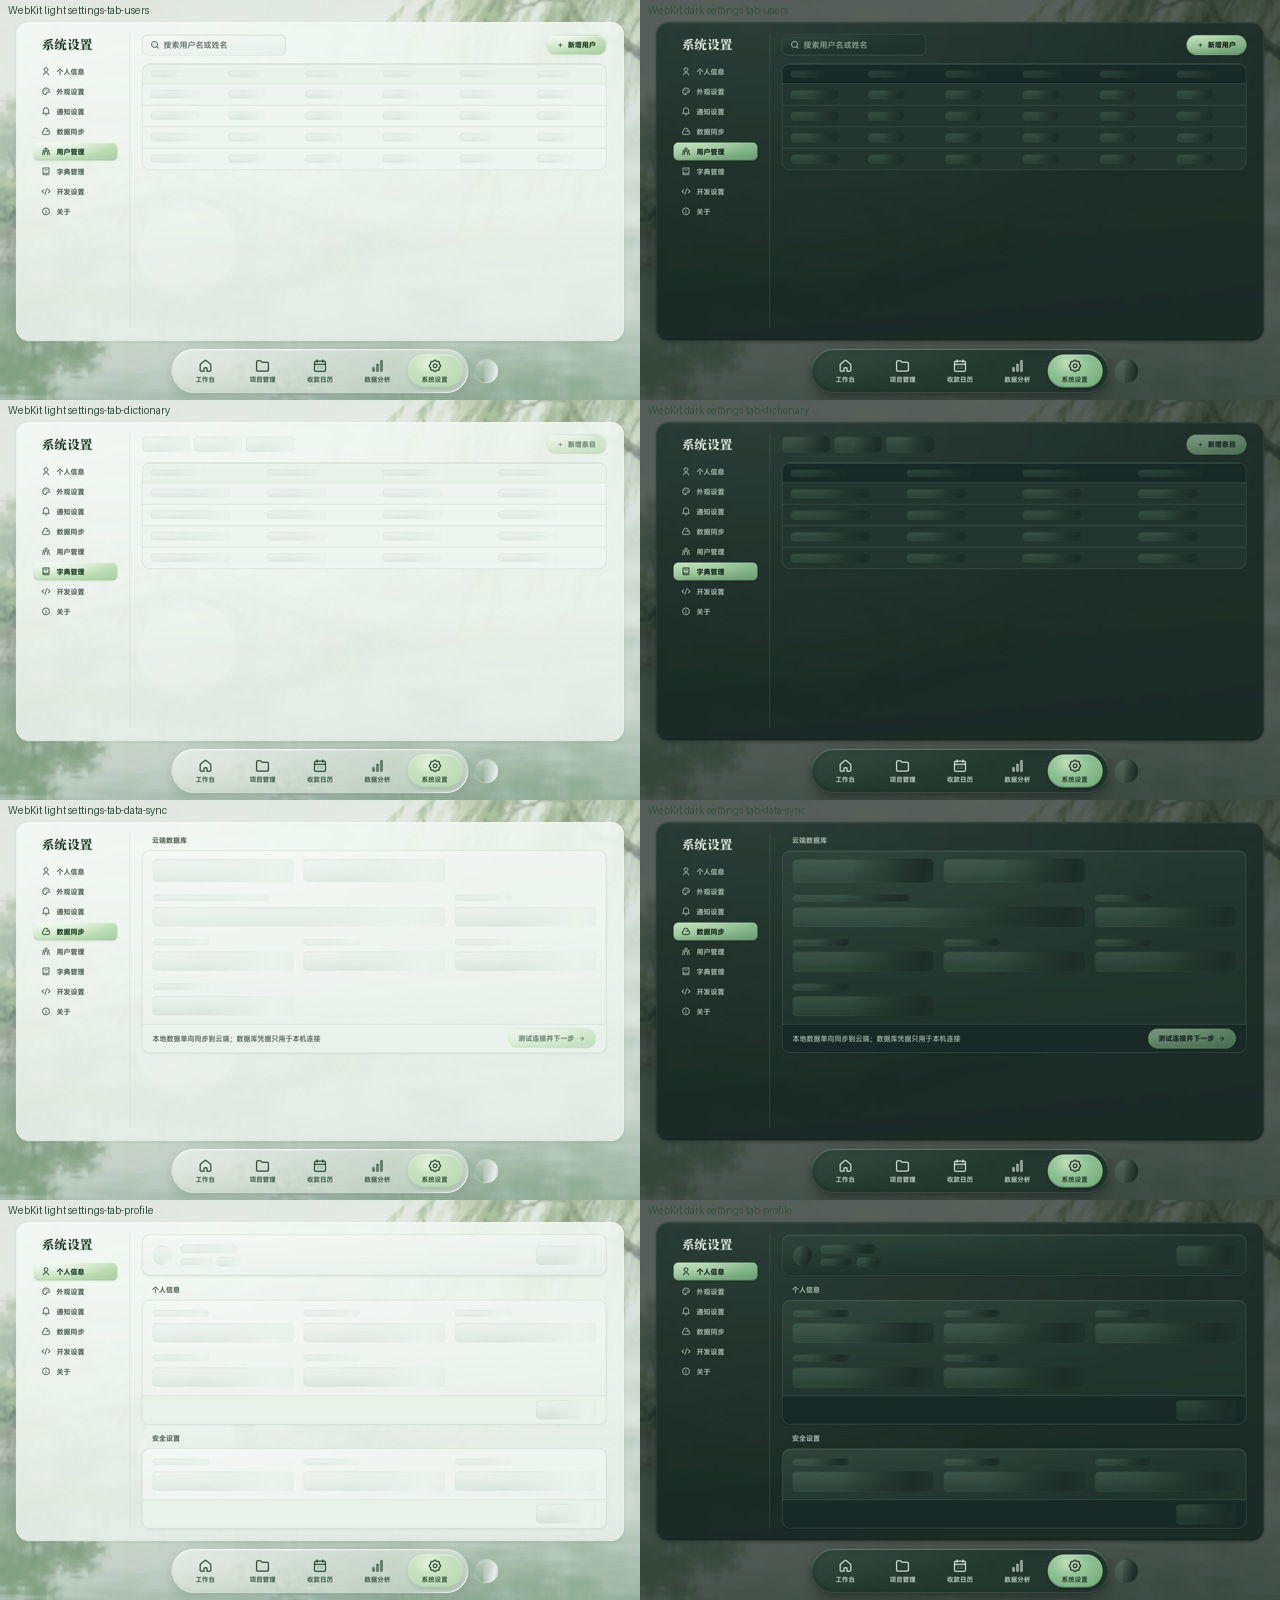 WebKit light settings-tab-users
系统设置
搜索用户名或姓名
+ 新增用户
个人信息
外观设置
通知设置
数据同步
用户管理
字典管理
开发设置
关于
工作台
项目管理
收款日历
数据分析
系统设置
WebKit dark settings-tab-users
系统设置
搜索用户名或姓名
+ 新增用户
个人信息
外观设置
通知设置
数据同步
用户管理
字典管理
开发设置
关于
工作台
项目管理
收款日历
数据分析
系统设置
WebKit light settings-tab-dictionary
系统设置
+ 新增条目
个人信息
外观设置
通知设置
数据同步
用户管理
字典管理
开发设置
关于
工作台
项目管理
收款日历
数据分析
系统设置
WebKit dark settings-tab-dictionary
系统设置
+ 新增条目
个人信息
外观设置
通知设置
数据同步
用户管理
字典管理
开发设置
关于
工作台
项目管理
收款日历
数据分析
系统设置
WebKit light settings-tab-data-sync
系统设置
个人信息
外观设置
通知设置
数据同步
用户管理
字典管理
开发设置
关于
云端数据库
本地数据单向同步到云端；数据库凭据只用于本机连接
测试连接并下一步 →
工作台
项目管理
收款日历
数据分析
系统设置
WebKit dark settings-tab-data-sync
系统设置
个人信息
外观设置
通知设置
数据同步
用户管理
字典管理
开发设置
关于
云端数据库
本地数据单向同步到云端；数据库凭据只用于本机连接
测试连接并下一步 →
工作台
项目管理
收款日历
数据分析
系统设置
WebKit light settings-tab-profile
系统设置
个人信息
外观设置
通知设置
数据同步
开发设置
关于
个人信息
安全设置
工作台
项目管理
收款日历
数据分析
系统设置
WebKit dark settings-tab-profile
系统设置
个人信息
外观设置
通知设置
数据同步
开发设置
关于
个人信息
安全设置
工作台
项目管理
收款日历
数据分析
系统设置